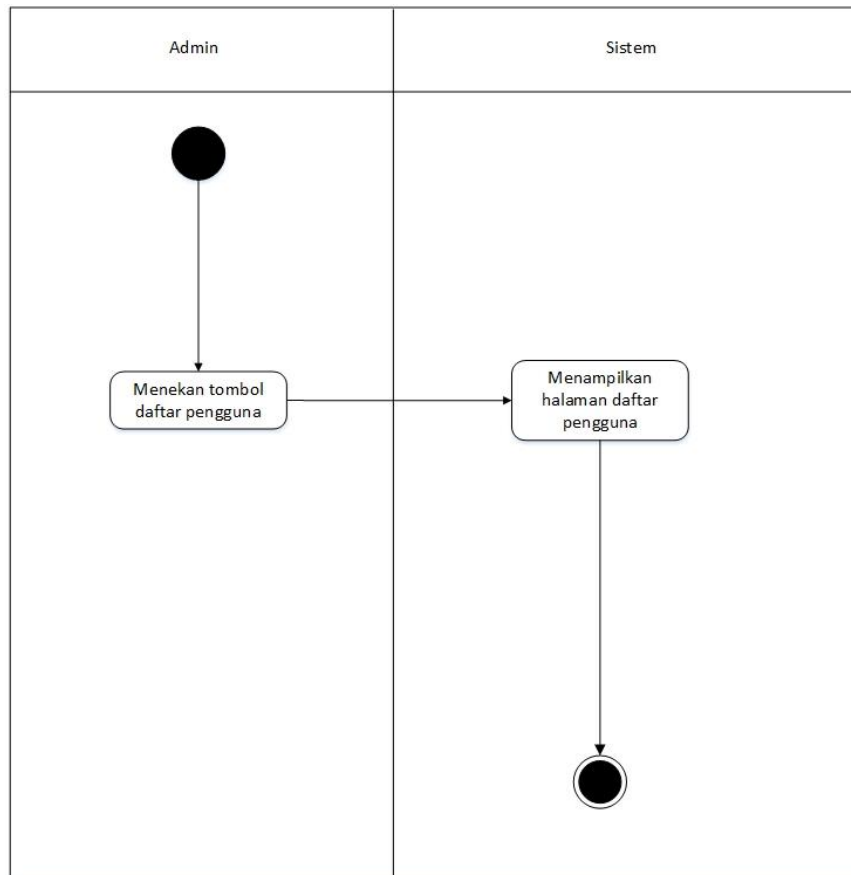 Admin
Sistem
Menekan tombol
daftar pengguna
Menampilkan
halaman daftar
pengguna